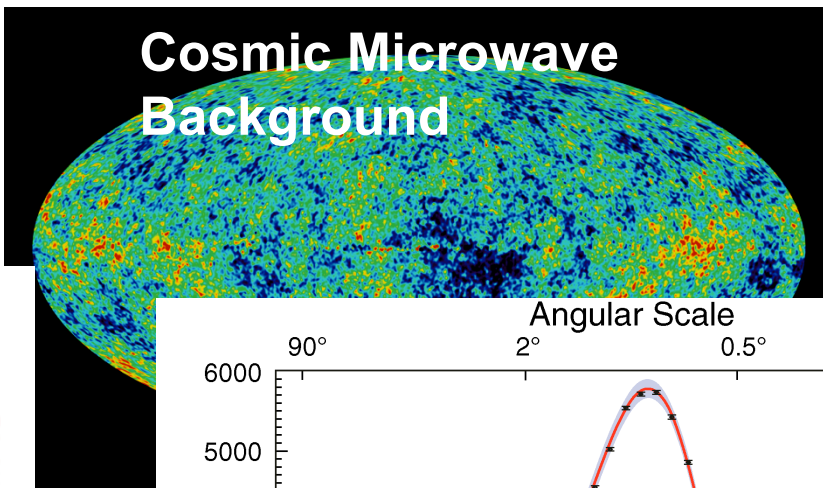 Cosmic Microwave
Background
Angular Scale
90° 2° 0.5°
6000
5000